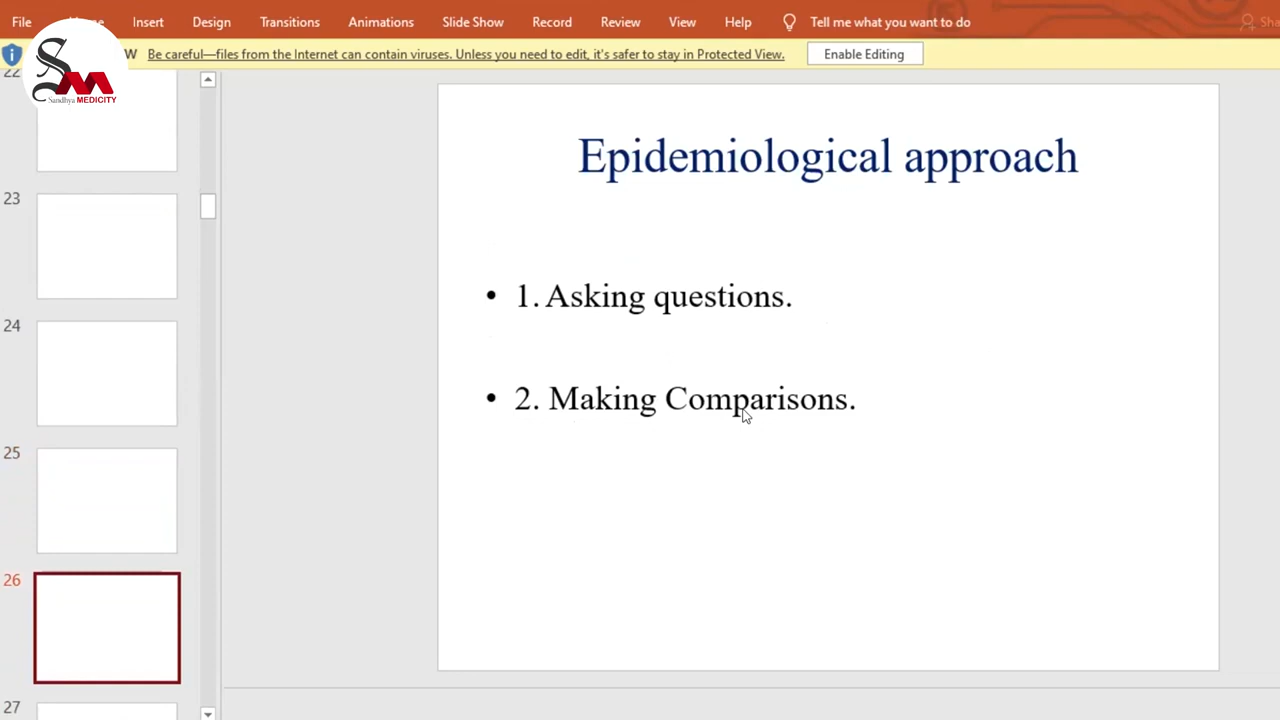 File Home Insert Design Transitions Animations Slide Show Record Review View Help Tell me what you want to do
W Be careful—files from the Internet can contain viruses. Unless you need to edit, it's safer to stay in Protected View. Enable Editing
SM
Sandhya MEDICITY
22
23
24
25
26
27
Epidemiological approach
• 1. Asking questions.
• 2. Making Comparisons.